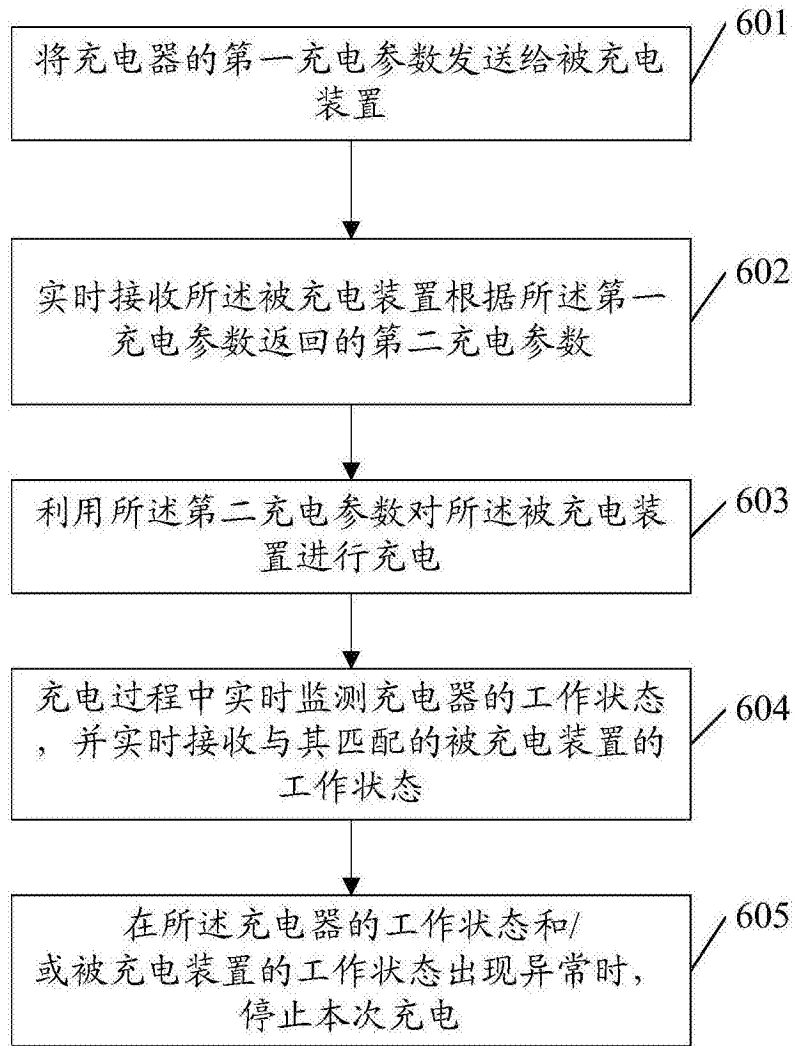 将充电器的第一充电参数发送给被充电
装置
601
实时接收所述被充电装置根据所述第一
充电参数返回的第二充电参数
602
利用所述第二充电参数对所述被充电装
置进行充电
603
充电过程中实时监测充电器的工作状态
，并实时接收与其匹配的被充电装置的
工作状态
604
在所述充电器的工作状态和/
或被充电装置的工作状态出现异常时，
停止本次充电
605